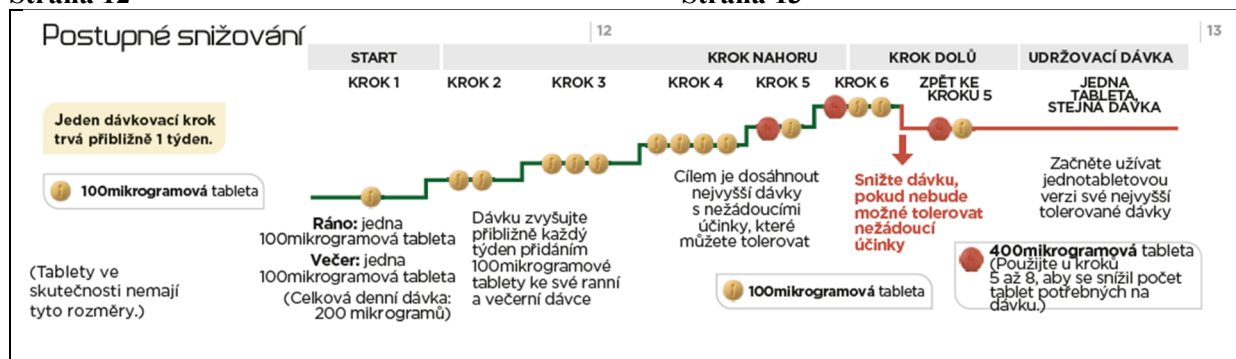 Strana 12
Strana 13
Postupné snižování
12
13
START
KROK NAHORU
KROK DOLŮ
UDRŽOVACÍ DÁVKA
KROK 1
KROK 2
KROK 3
KROK 4
KROK 5
KROK 6
ZPĚT KE
KROKU 5
JEDNA
TABLETA,
STEJNÁ DÁVKA
Jeden dávkovací krok
trvá přibližně 1 týden.
100mikrogramová tableta
(Tablety ve
skutečnosti nemají
tyto rozměry.)
Ráno: jedna
100mikrogramová tableta
Večer: jedna
100mikrogramová tableta
(Celková denní dávka:
200 mikrogramů)
Dávku zvyšujte
přibližně každý
týden přidáním
100mikrogramové
tablety ke své ranní
a večerní dávce
Cílem je dosáhnout
nejvyšší dávky
s nežádoucími
účinky, které
můžete tolerovat
100mikrogramová tableta
Snižte dávku,
pokud nebude
možné tolerovat
nežádoucí
účinky
Začněte užívat
jednotabletovou
verzi své nejvyšší
tolerované dávky
400mikrogramová tableta
(Použijte u kroků
5 až 8, aby se snížil počet
tablet potřebných na
dávku.)